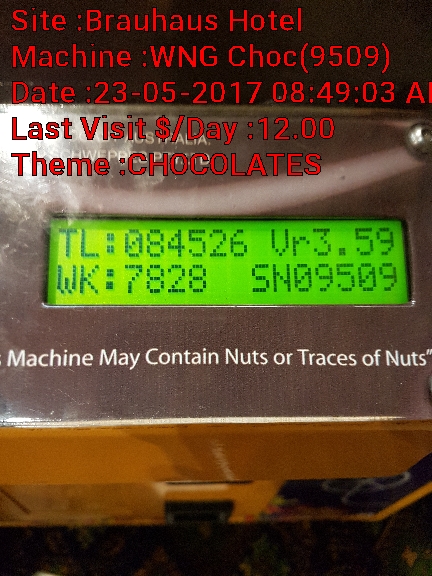 Site :Brauhaus Hotel
Machine :WNG Choc(9509)
Date :23-05-2017 08:49:03 A
Last Visit $/Day :12.00
AUSTRALIA.
Theme :CHOCOLATES
TL:084526 Vr3.59
WK:7828 SN09509
s Machine May Contain Nuts or Traces of Nuts"